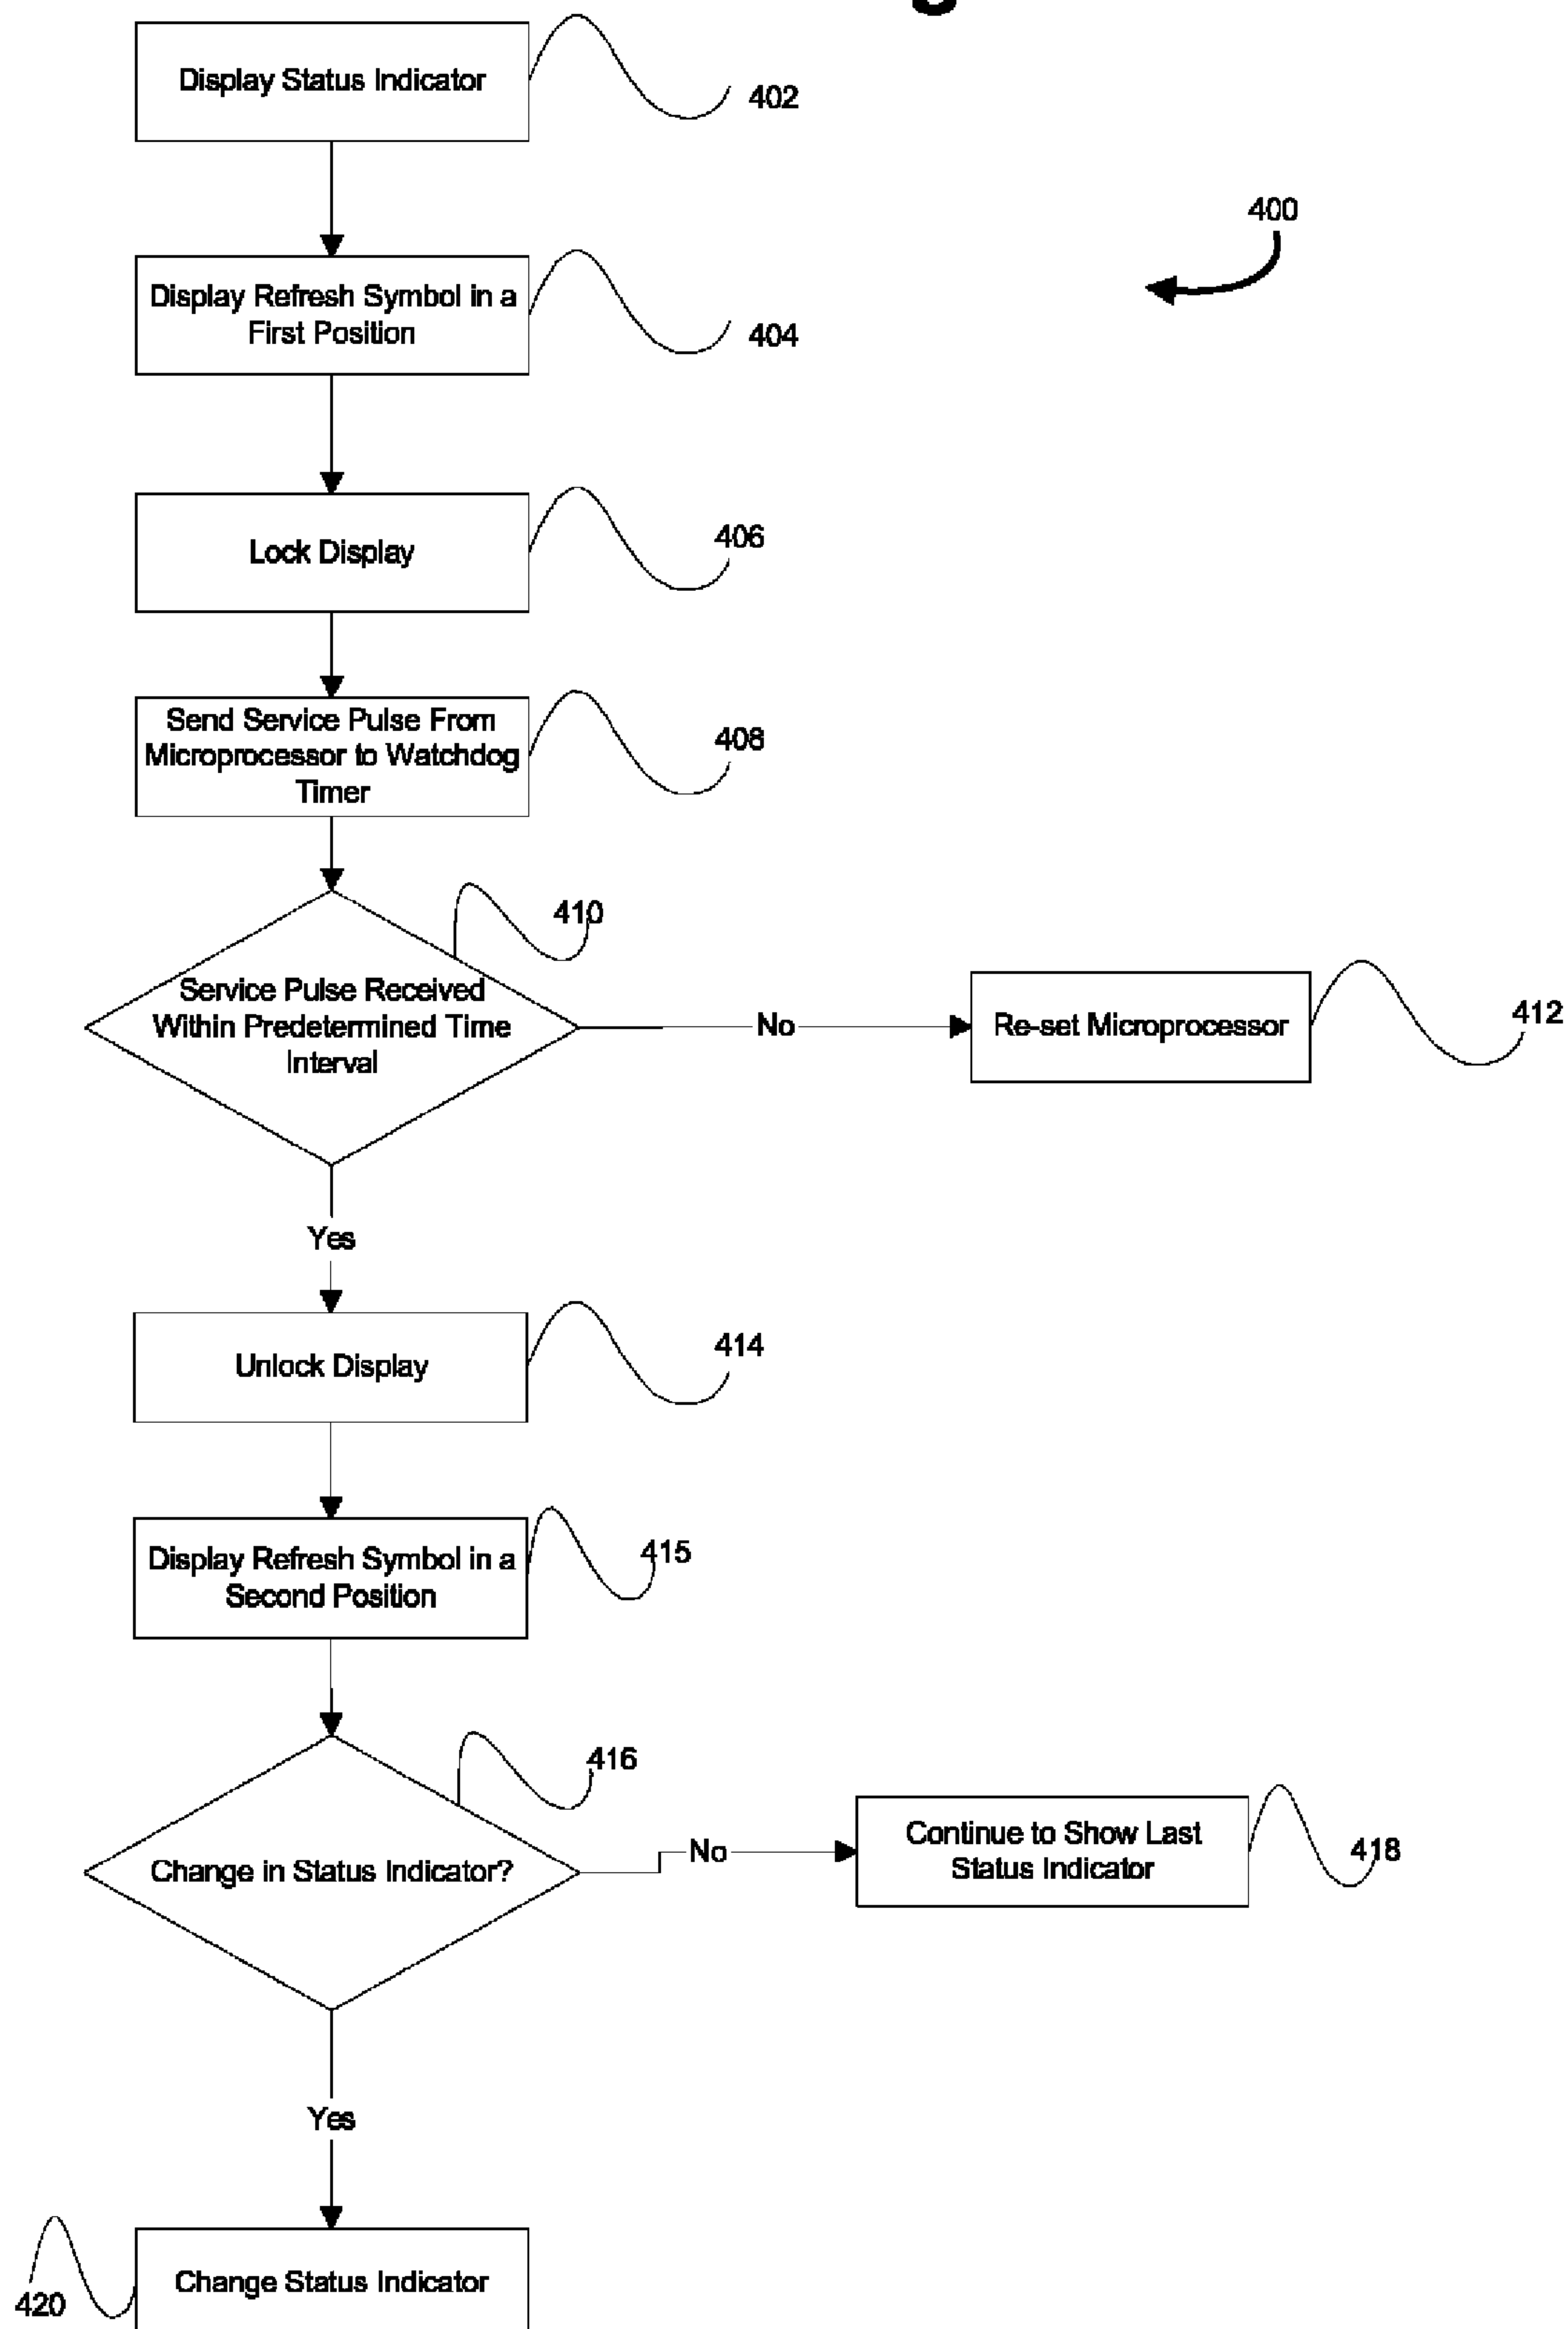 Display Status Indicator
402
400
Display Refresh Symbol in a
First Position
404
Lock Display
406
Send Service Pulse From
Microprocessor to Watchdog
Timer
408
410
Service Pulse Received
Within Predetermined Time
Interval
No
Re-set Microprocessor
412
Yes
Unlock Display
414
Display Refresh Symbol in a
Second Position
415
416
Change in Status Indicator?
No
Continue to Show Last
Status Indicator
418
Yes
Change Status Indicator
420